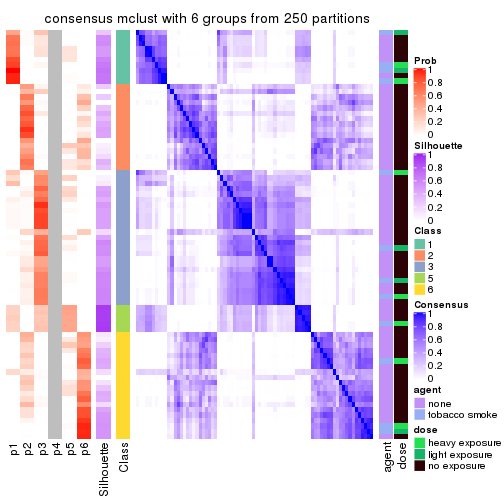 consensus mclust with 6 groups from 250 partitions
Prob
1
0.8
0.6
0.4
0.2
0
Silhouette
1
0.8
0.6
0.4
0.2
0
Class
1
2
3
5
6
Consensus
1
0.8
0.6
0.4
0.2
0
agent
none
tobacco smoke
dose
heavy exposure
light exposure
no exposure
p1
p2
p3
p4
p5
p6
Silhouette
Class
agent
dose